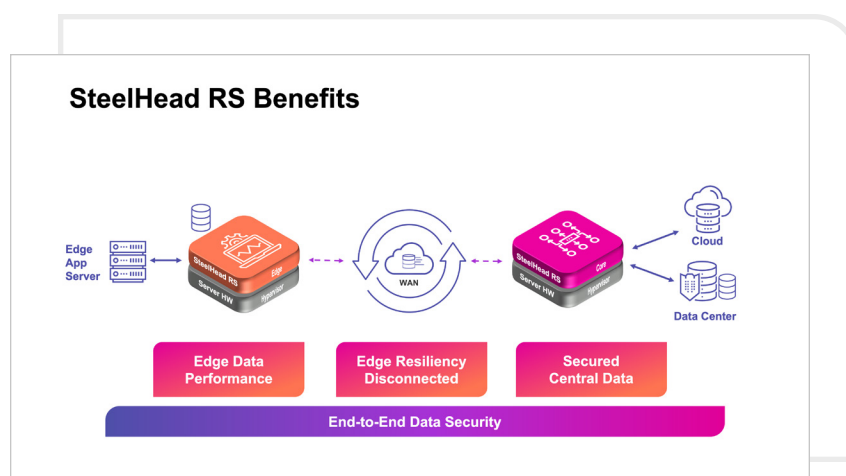 SteelHead RS Benefits
Edge
App
Server
SteelHead RS
Edge
Server HW
Hypervisor
WAN
SteelHead RS
Core
Server HW
Hypervisor
Cloud
Data Center
Edge Data
Performance
Edge Resiliency
Disconnected
Secured
Central Data
End-to-End Data Security